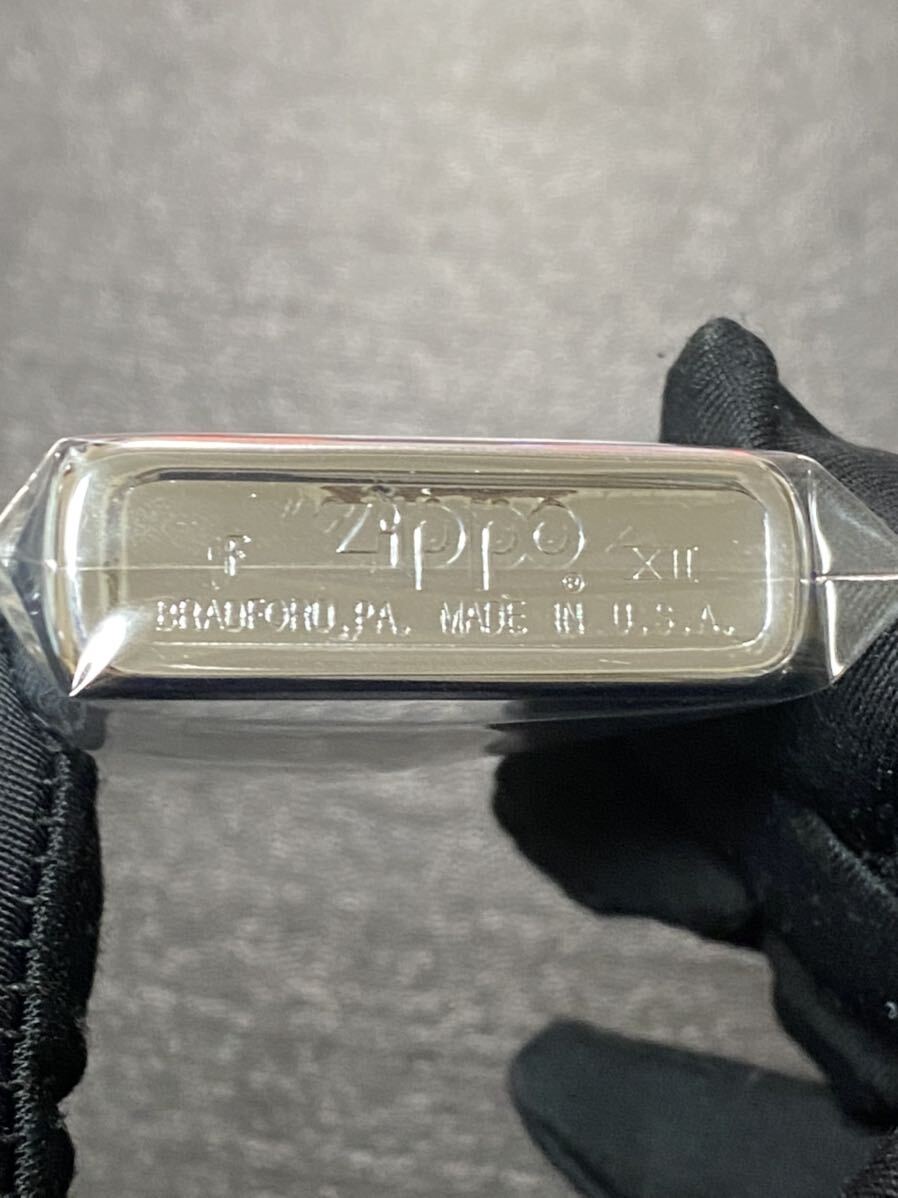 F Zippo ® XII
BRADFORD, PA. MADE IN U.S.A.